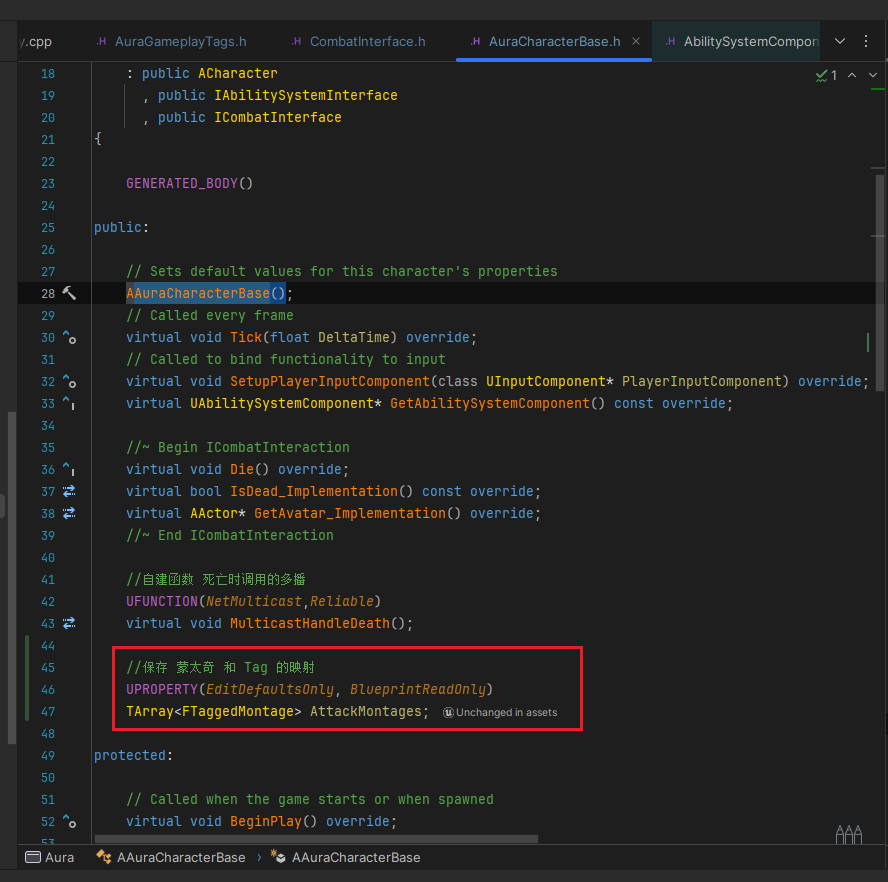 y.cpp
.H AuraGameplayTags.h
.H CombatInterface.h
.H AuraCharacterBase.h ×
.H AbilitySystemCompon
18 : public ACharacter
19 , public IAbilitySystemInterface
20 , public ICombatInterface
21 {
22
23 GENERATED_BODY()
24
25 public:
26
27 // Sets default values for this character's properties
28 AAuraCharacterBase();
29 // Called every frame
30 virtual void Tick(float DeltaTime) override;
31 // Called to bind functionality to input
32 virtual void SetupPlayerInputComponent(class UInputComponent* PlayerInputComponent) override;
33 virtual UAbilitySystemComponent* GetAbilitySystemComponent() const override;
34
35 //~ Begin ICombatInteraction
36 virtual void Die() override;
37 virtual bool IsDead_Implementation() const override;
38 virtual AActor* GetAvatar_Implementation() override;
39 //~ End ICombatInteraction
40
41 //自建函数 死亡时调用的多播
42 UFUNCTION(NetMulticast,Reliable)
43 virtual void MulticastHandleDeath();
44
45 //保存 蒙太奇 和 Tag 的映射
46 UPROPERTY(EditDefaultsOnly, BlueprintReadOnly)
47 TArray<FTaggedMontage> AttackMontages; Unchanged in assets
48
49 protected:
50
51 // Called when the game starts or when spawned
52 virtual void BeginPlay() override;
53
1
Aura AAuraCharacterBase › AAuraCharacterBase